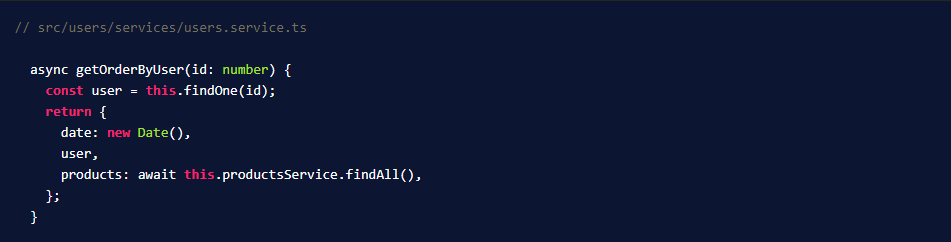 // src/users/services/users.service.ts
async getOrderByUser(id: number) {
const user = this.findOne(id);
return {
date: new Date(),
user,
products: await this.productsService.findAll(),
};
}